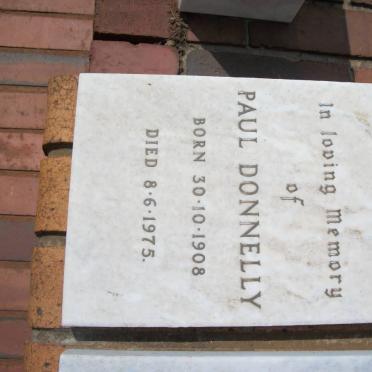 In loving memory
of
PAUL DONNELLY
BORN 30·10·1908
DIED 8·6·1975.